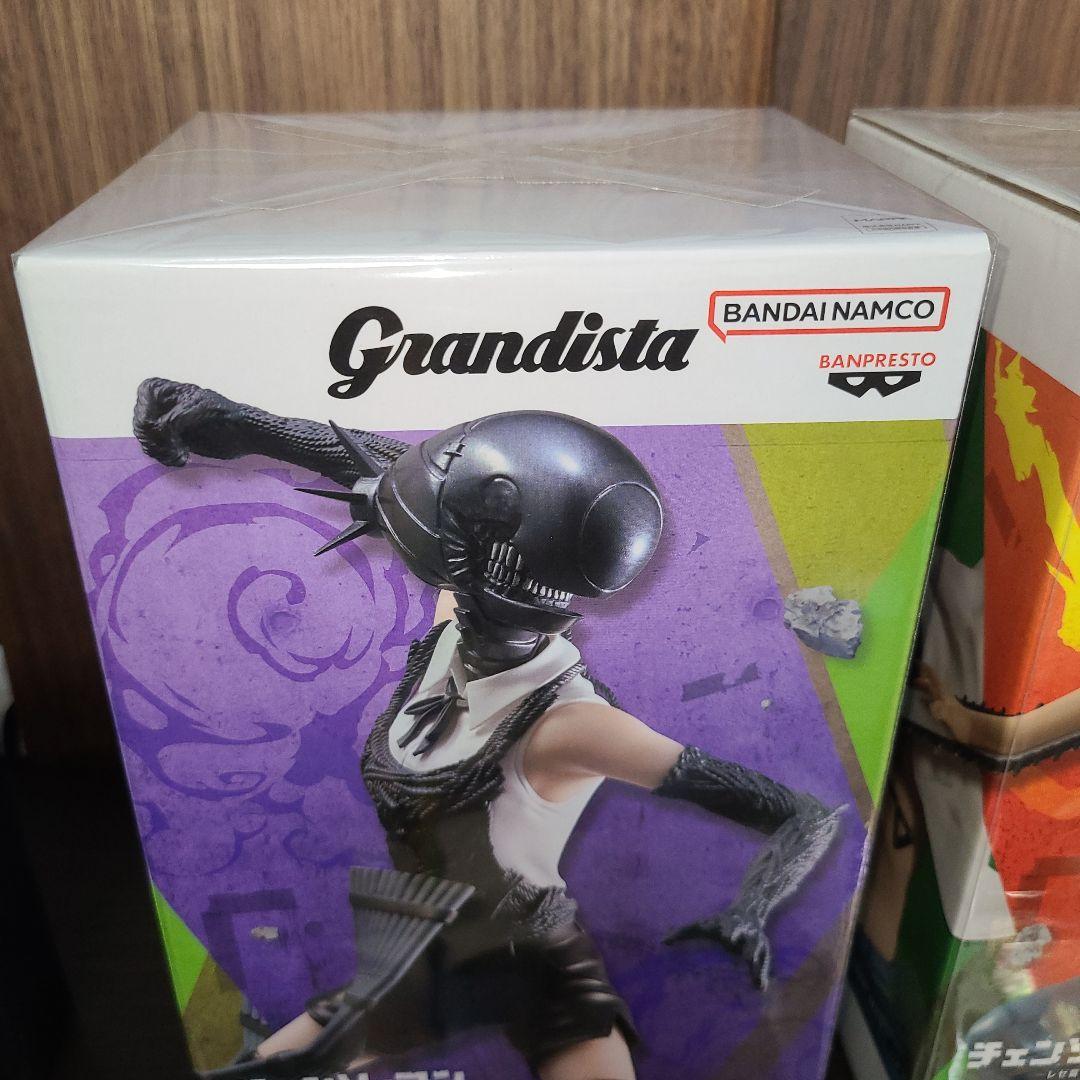 Grandista
BANDAI NAMCO
BANPRESTO
チェンソ